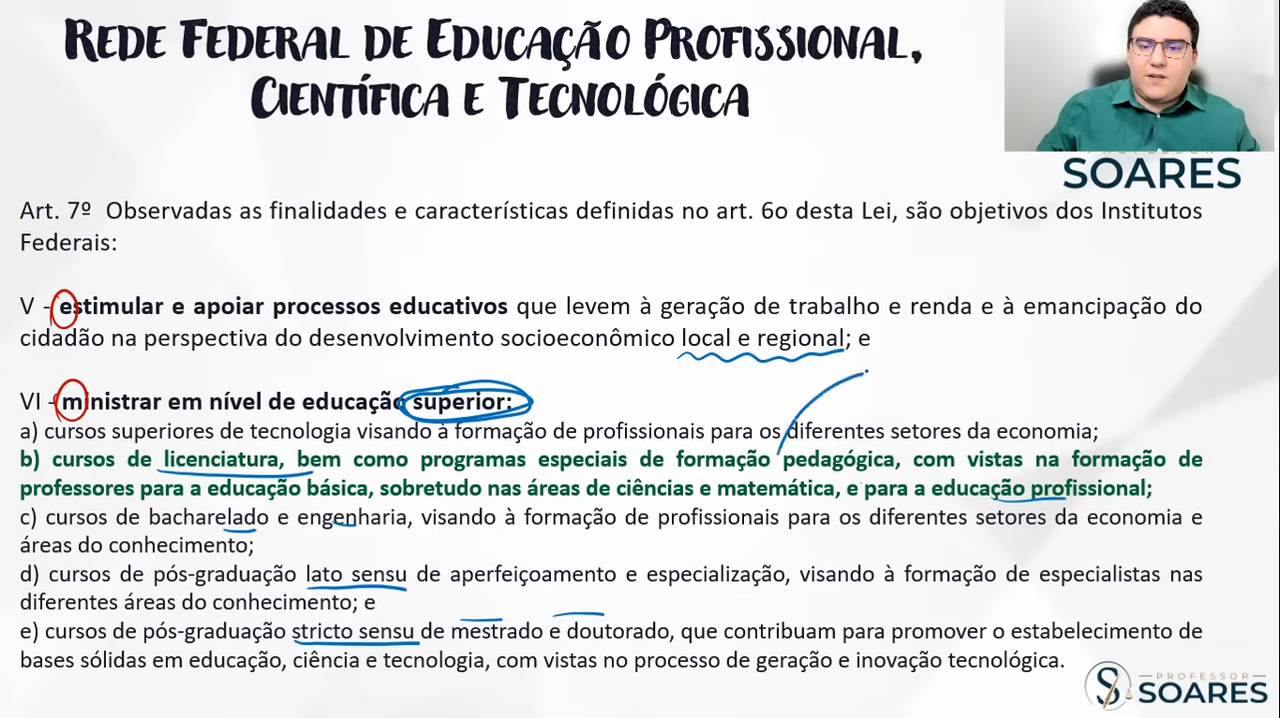 REDE FEDERAL DE EDUCAÇÃO PROFISSIONAL,
CIENTÍFICA E TECNOLÓGICA
SOARES
Art. 7º Observadas as finalidades e características definidas no art. 6o desta Lei, são objetivos dos Institutos
Federais:
V - estimular e apoiar processos educativos que levem à geração de trabalho e renda e à emancipação do
cidadão na perspectiva do desenvolvimento socioeconômico local e regional; e
VI - ministrar em nível de educação superior:
a) cursos superiores de tecnologia visando à formação de profissionais para os diferentes setores da economia;
b) cursos de licenciatura, bem como programas especiais de formação pedagógica, com vistas na formação de
professores para a educação básica, sobretudo nas áreas de ciências e matemática, e para a educação profissional;
c) cursos de bacharelado e engenharia, visando à formação de profissionais para os diferentes setores da economia e
áreas do conhecimento;
d) cursos de pós-graduação lato sensu de aperfeiçoamento e especialização, visando à formação de especialistas nas
diferentes áreas do conhecimento; e
e) cursos de pós-graduação stricto sensu de mestrado e doutorado, que contribuam para promover o estabelecimento de
bases sólidas em educação, ciência e tecnologia, com vistas no processo de geração e inovação tecnológica.
PROFESSOR
SOARES